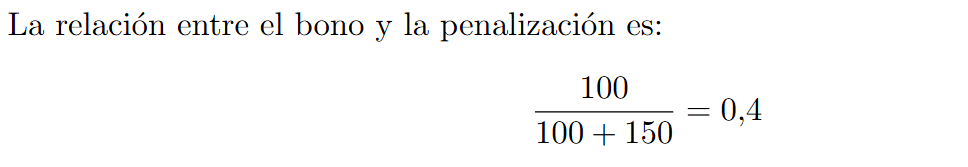 La relación entre el bono y la penalización es:
100
100 + 150 = 0,4